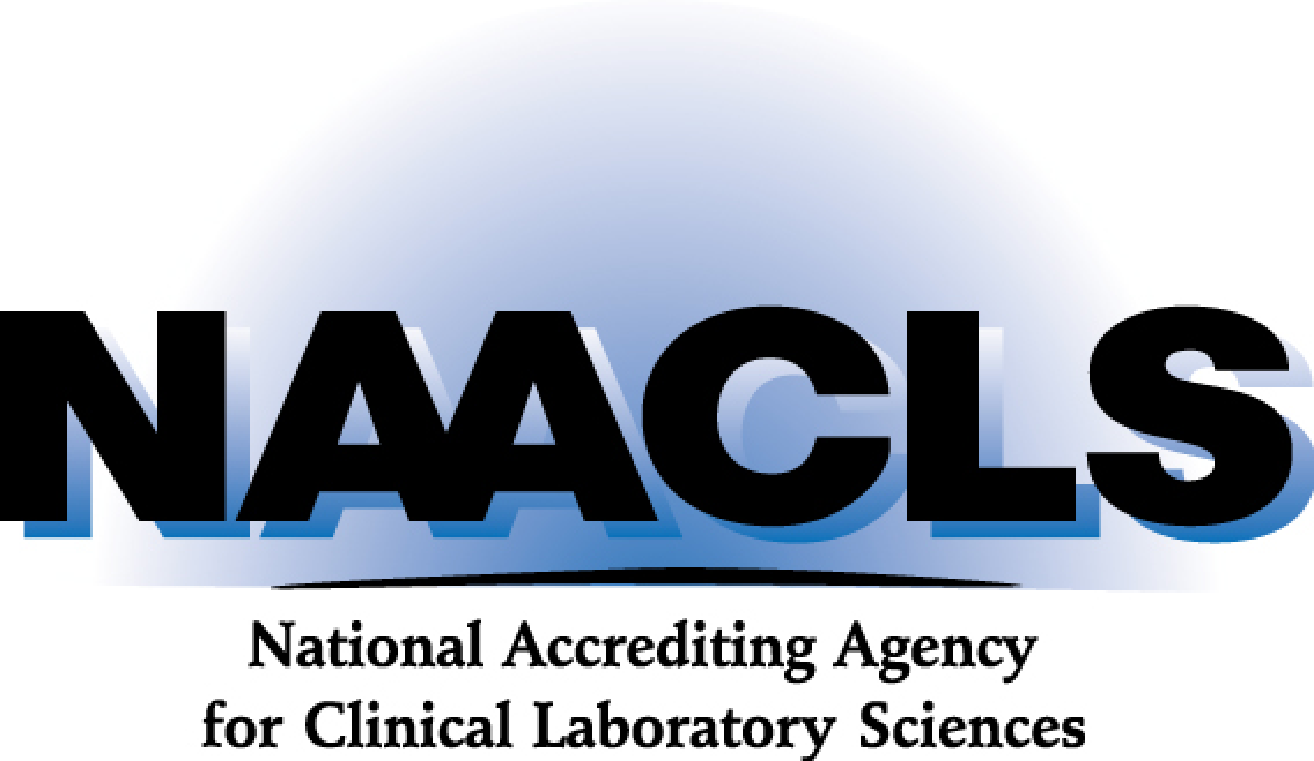 NAACLS
National Accrediting Agency
for Clinical Laboratory Sciences